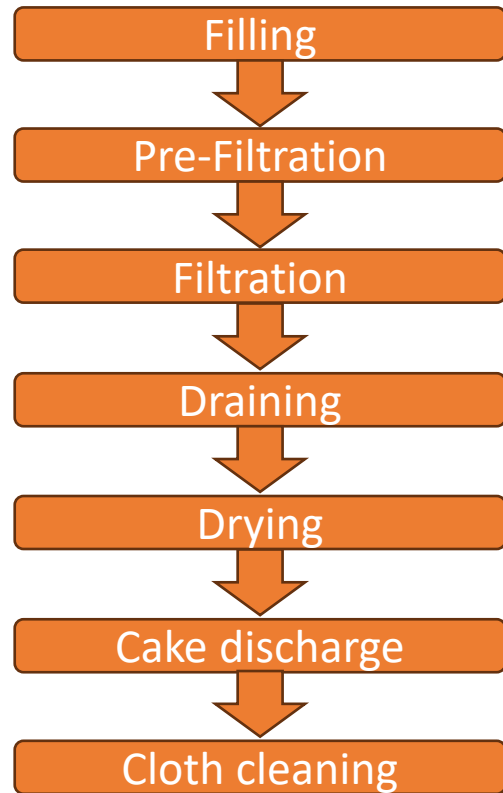 Filling
Pre-Filtration
Filtration
Draining
Drying
Cake discharge
Cloth cleaning